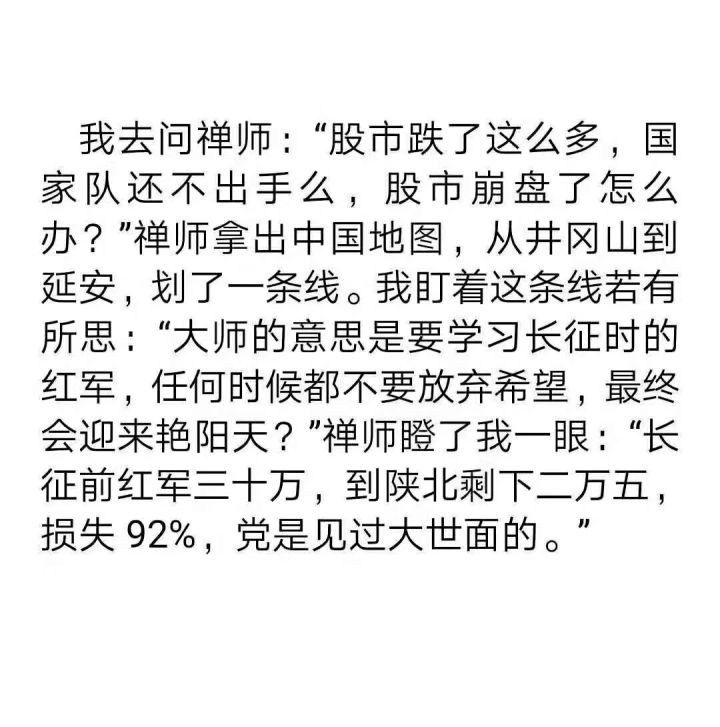 我去问禅师：“股市跌了这么多，国
家队还不出手么，股市崩盘了怎么
办？”禅师拿出中国地图，从井冈山到
延安，划了一条线。我盯着这条线若有
所思：“大师的意思是要学习长征时的
红军，任何时候都不要放弃希望，最终
会迎来艳阳天？”禅师瞪了我一眼：“长
征前红军三十万，到陕北剩下二万五，
损失 92%，党是见过大世面的。”